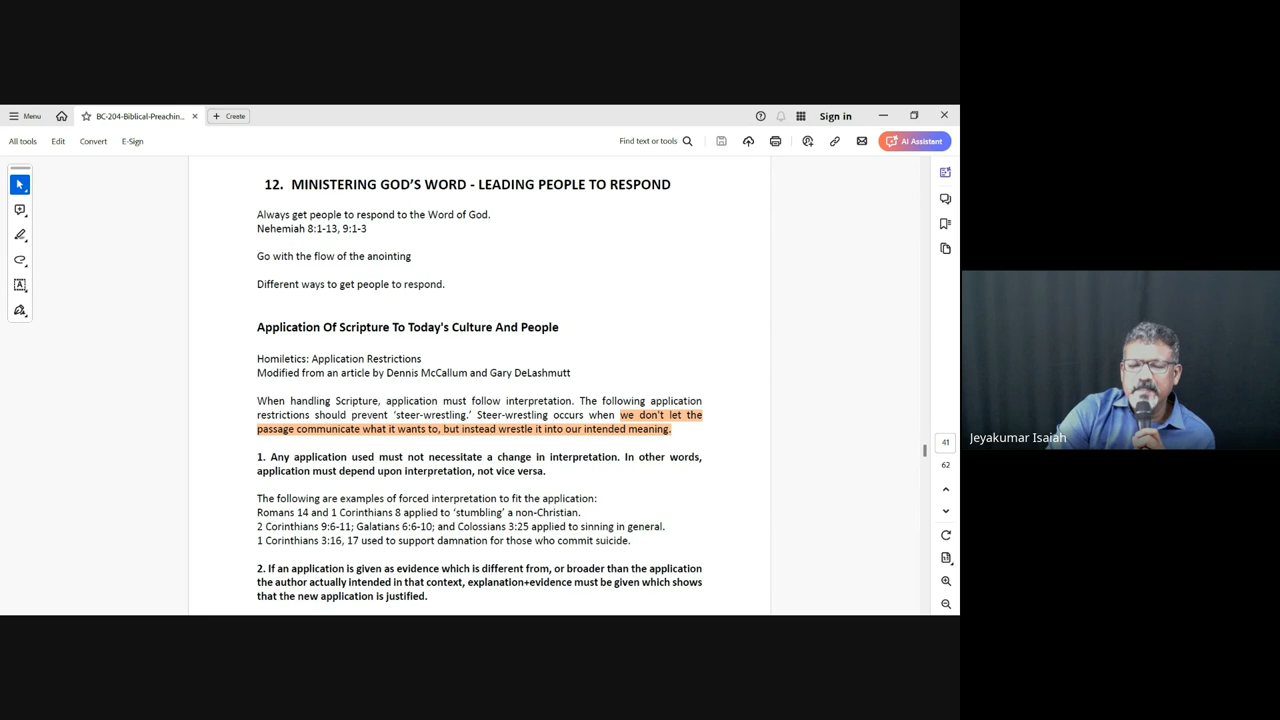 Menu
BC-204-Biblical-Preachin...
Create
Sign in
All tools
Edit
Convert
E-Sign
Find text or tools
AI Assistant
12. MINISTERING GOD'S WORD - LEADING PEOPLE TO RESPOND
Always get people to respond to the Word of God.
Nehemiah 8:1-13, 9:1-3
Go with the flow of the anointing
Different ways to get people to respond.
Application Of Scripture To Today's Culture And People
Homiletics: Application Restrictions
Modified from an article by Dennis McCallum and Gary DeLashmutt
When handling Scripture, application must follow interpretation. The following application
restrictions should prevent 'steer-wrestling.' Steer-wrestling occurs when we don't let the
passage communicate what it wants to, but instead wrestle it into our intended meaning.
1. Any application used must not necessitate a change in interpretation. In other words,
application must depend upon interpretation, not vice versa.
The following are examples of forced interpretation to fit the application:
Romans 14 and 1 Corinthians 8 applied to 'stumbling' a non-Christian.
2 Corinthians 9:6-11; Galatians 6:6-10; and Colossians 3:25 applied to sinning in general.
1 Corinthians 3:16, 17 used to support damnation for those who commit suicide.
2. If an application is given as evidence which is different from, or broader than the application
the author actually intended in that context, explanation+evidence must be given which shows
that the new application is justified.
41
62
Jeyakumar Isaiah